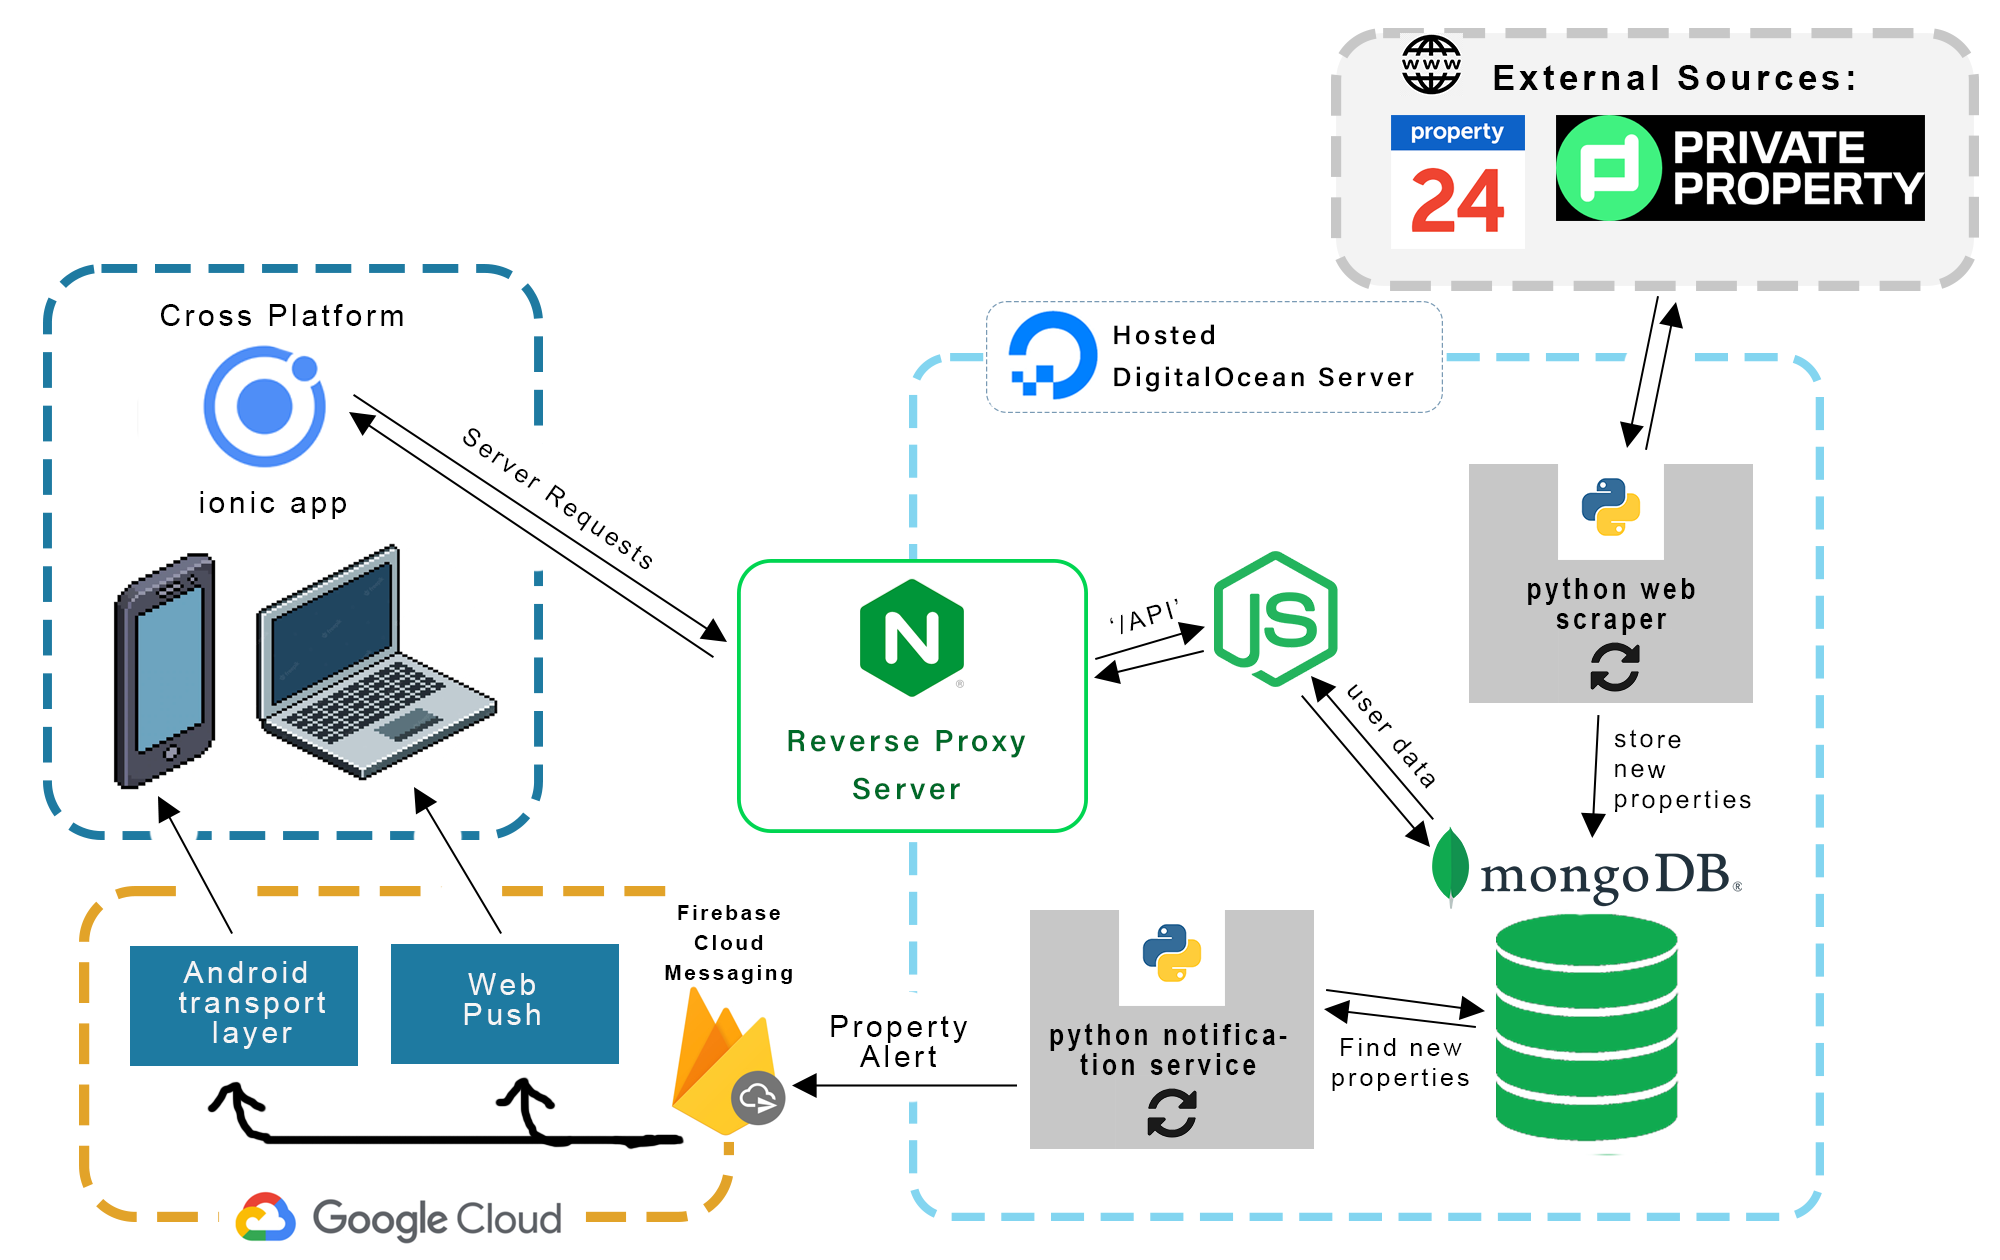 WWW
External Sources:
property
24
PRIVATE
PROPERTY
Hosted
DigitalOcean Server
Cross Platform
ionic app
Server Requests
N
®
Reverse Proxy
Server
‘/API’
JS
user data
python web
scraper
store
new
properties
mongoDB®
Find new
properties
python notifica-
tion service
Property
Alert
Firebase
Cloud
Messaging
Android
transport
layer
Web
Push
Google Cloud